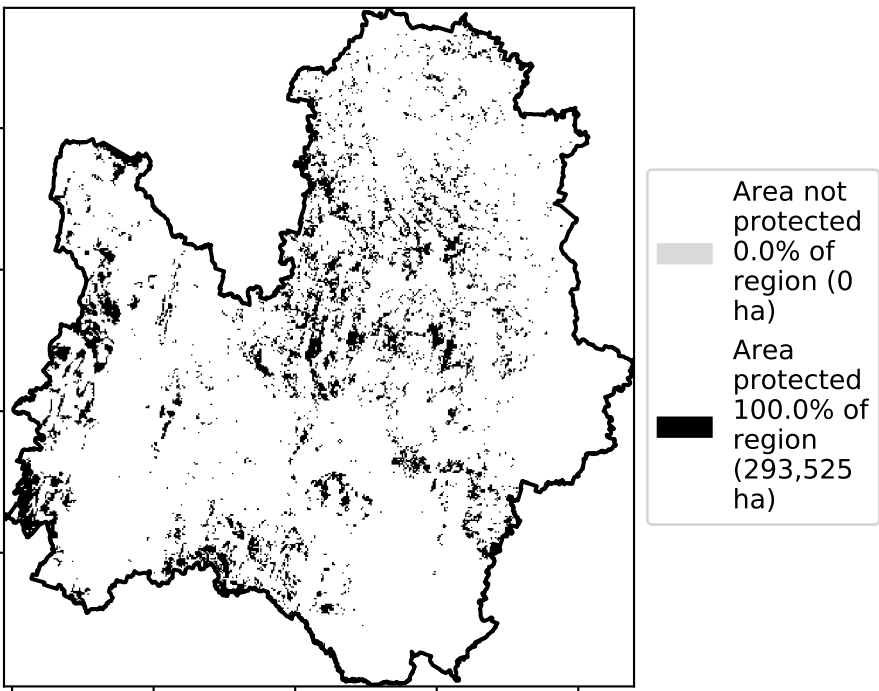 Area not
protected
0.0% of
region (0
ha)
Area
protected
100.0% of
region
(293,525
ha)